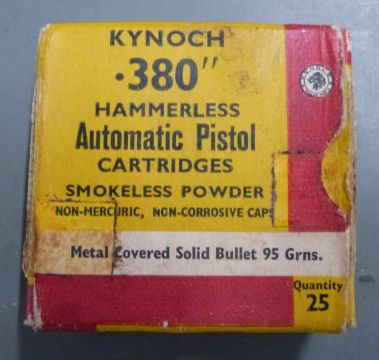 KYNOCH
.380"
HAMMERLESS
Automatic Pistol
CARTRIDGES
SMOKELESS POWDER
NON-MERCURIC, NON-CORROSIVE CAPS
Metal Covered Solid Bullet 95 Grns.
Quantity
25
KYNOCH